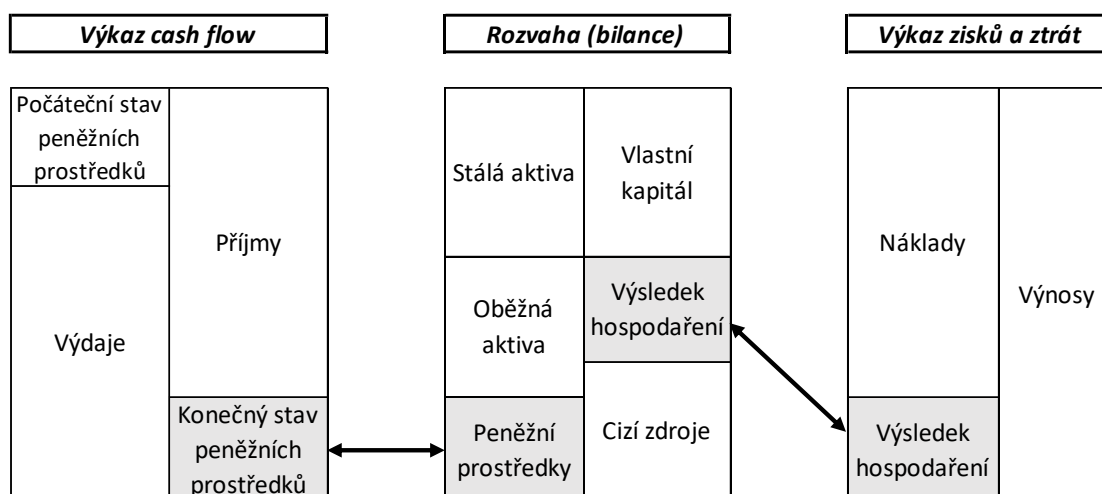 Výkaz cash flow
Rozvaha (bilance)
Výkaz zisků a ztrát
Počáteční stav
peněžních
prostředků
Výdaje
Příjmy
Konečný stav
peněžních
prostředků
Stálá aktiva
Oběžná
aktiva
Peněžní
prostředky
Vlastní
kapitál
Výsledek
hospodaření
Cizí zdroje
Náklady
Výsledek
hospodaření
Výnosy